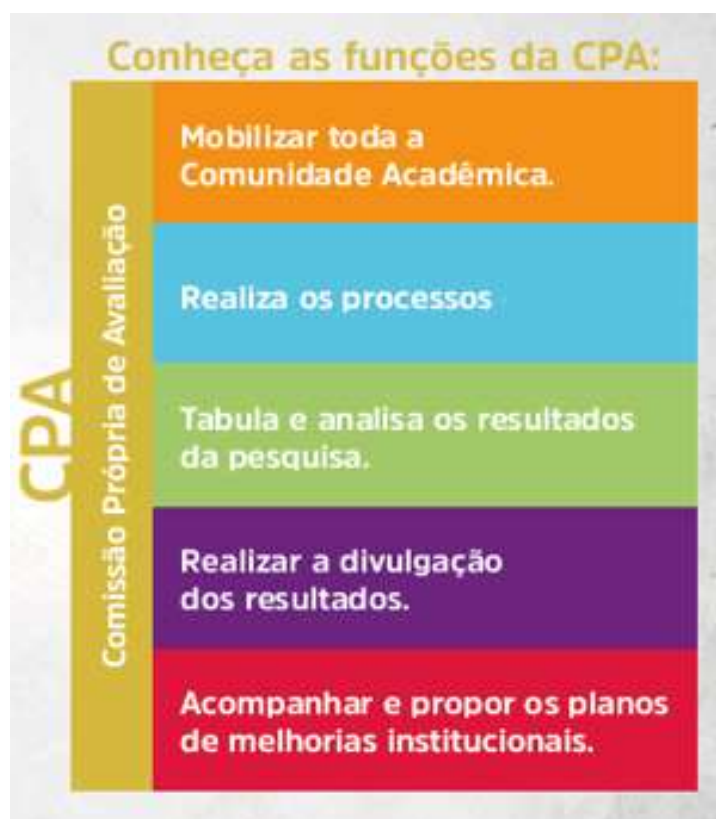 Conheça as funções da CPA:
CPA
Comissão Própria de Avaliação
Mobilizar toda a
Comunidade Acadêmica.
Realiza os processos
Tabula e analisa os resultados
da pesquisa.
Realizar a divulgação
dos resultados.
Acompanhar e propor os planos
de melhorias institucionais.